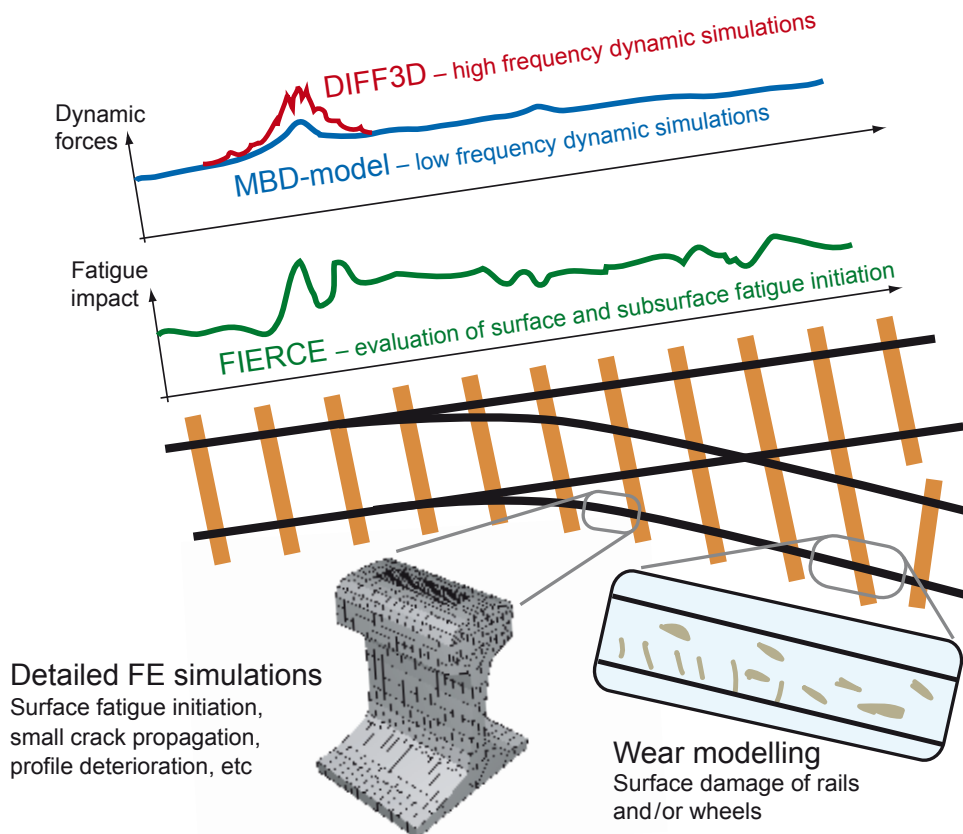 DIFF3D – high frequency dynamic simulations
Dynamic
forces
MBD-model – low frequency dynamic simulations
Fatigue
impact
FIERCE – evaluation of surface and subsurface fatigue initiation
Detailed FE simulations
Surface fatigue initiation,
small crack propagation,
profile deterioration, etc
Wear modelling
Surface damage of rails
and/or wheels